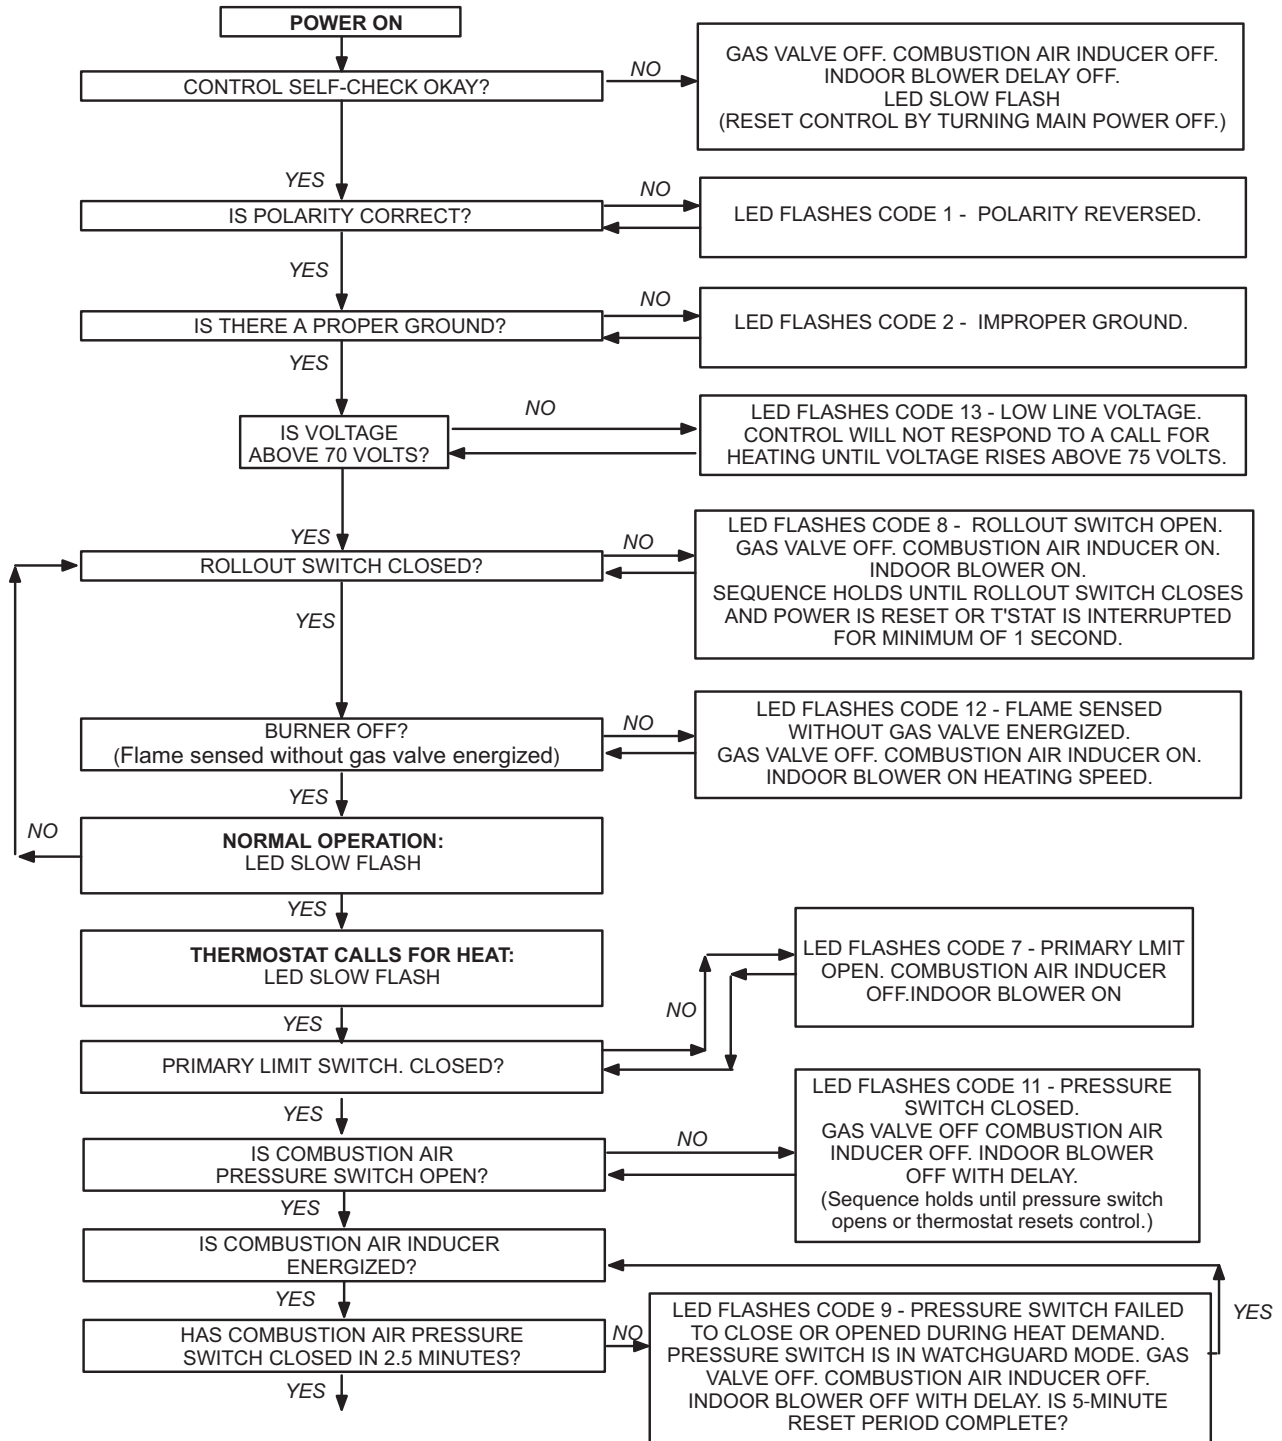 POWER ON
CONTROL SELF-CHECK OKAY?
NO
GAS VALVE OFF. COMBUSTION AIR INDUCER OFF.
INDOOR BLOWER DELAY OFF.
LED SLOW FLASH
(RESET CONTROL BY TURNING MAIN POWER OFF.)
YES
IS POLARITY CORRECT?
NO
LED FLASHES CODE 1 - POLARITY REVERSED.
YES
IS THERE A PROPER GROUND?
NO
LED FLASHES CODE 2 - IMPROPER GROUND.
YES
IS VOLTAGE
ABOVE 70 VOLTS?
NO
LED FLASHES CODE 13 - LOW LINE VOLTAGE.
CONTROL WILL NOT RESPOND TO A CALL FOR
HEATING UNTIL VOLTAGE RISES ABOVE 75 VOLTS.
YES
ROLLOUT SWITCH CLOSED?
NO
LED FLASHES CODE 8 - ROLLOUT SWITCH OPEN.
GAS VALVE OFF. COMBUSTION AIR INDUCER ON.
INDOOR BLOWER ON.
SEQUENCE HOLDS UNTIL ROLLOUT SWITCH CLOSES
AND POWER IS RESET OR T'STAT IS INTERRUPTED
FOR MINIMUM OF 1 SECOND.
YES
BURNER OFF?
(Flame sensed without gas valve energized)
NO
LED FLASHES CODE 12 - FLAME SENSED
WITHOUT GAS VALVE ENERGIZED.
GAS VALVE OFF. COMBUSTION AIR INDUCER ON.
INDOOR BLOWER ON HEATING SPEED.
YES
NO
NORMAL OPERATION:
LED SLOW FLASH
YES
THERMOSTAT CALLS FOR HEAT:
LED SLOW FLASH
NO
LED FLASHES CODE 7 - PRIMARY LMIT
OPEN. COMBUSTION AIR INDUCER
OFF.INDOOR BLOWER ON
YES
PRIMARY LIMIT SWITCH. CLOSED?
YES
IS COMBUSTION AIR
PRESSURE SWITCH OPEN?
NO
LED FLASHES CODE 11 - PRESSURE
SWITCH CLOSED.
GAS VALVE OFF COMBUSTION AIR
INDUCER OFF. INDOOR BLOWER
OFF WITH DELAY.
(Sequence holds until pressure switch
opens or thermostat resets control.)
YES
IS COMBUSTION AIR INDUCER
ENERGIZED?
YES
HAS COMBUSTION AIR PRESSURE
SWITCH CLOSED IN 2.5 MINUTES?
NO
LED FLASHES CODE 9 - PRESSURE SWITCH FAILED
TO CLOSE OR OPENED DURING HEAT DEMAND.
PRESSURE SWITCH IS IN WATCHGUARD MODE. GAS
VALVE OFF. COMBUSTION AIR INDUCER OFF.
INDOOR BLOWER OFF WITH DELAY. IS 5-MINUTE
RESET PERIOD COMPLETE?
YES
YES